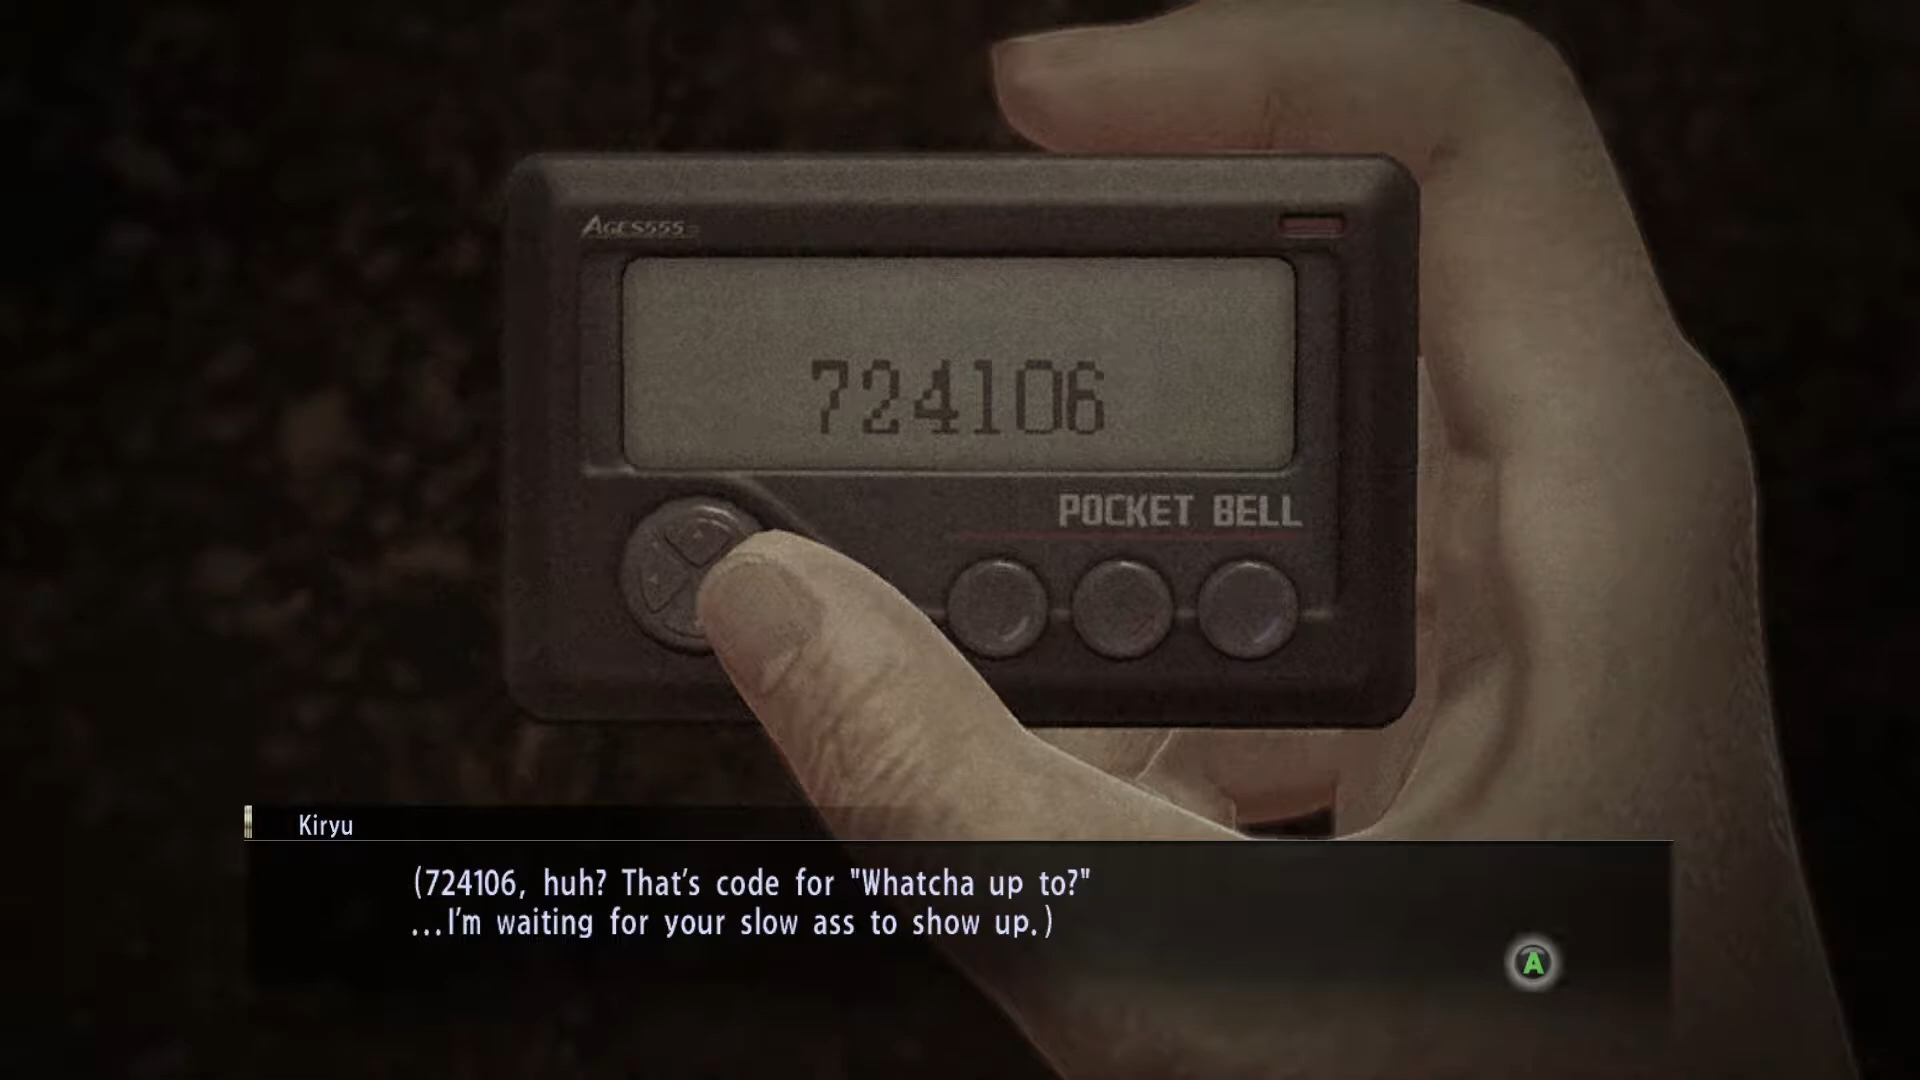 AGES555
724106
POCKET BELL
Kiryu
(724106, huh? That's code for "Whatcha up to?"
...I'm waiting for your slow ass to show up.)
A